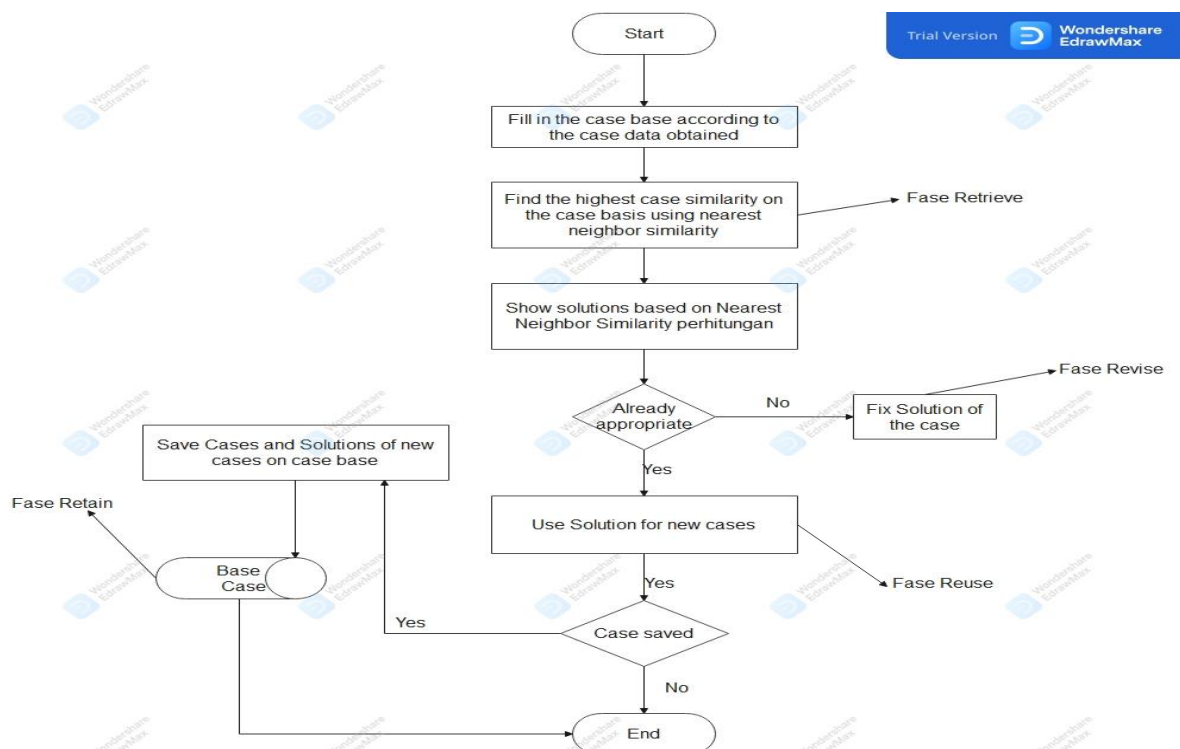 Trial Version
Wondershare
EdrawMax
Start
Fill in the case base according to
the case data obtained
Find the highest case similarity on
the case basis using nearest
neighbor similarity
Fase Retrieve
Show solutions based on Nearest
Neighbor Similarity perhitungan
Fase Revise
Already
appropriate
No
Fix Solution of
the case
Save Cases and Solutions of new
cases on case base
Yes
Fase Retain
Use Solution for new cases
Base
Case
Yes
Fase Reuse
Yes
Case saved
No
End